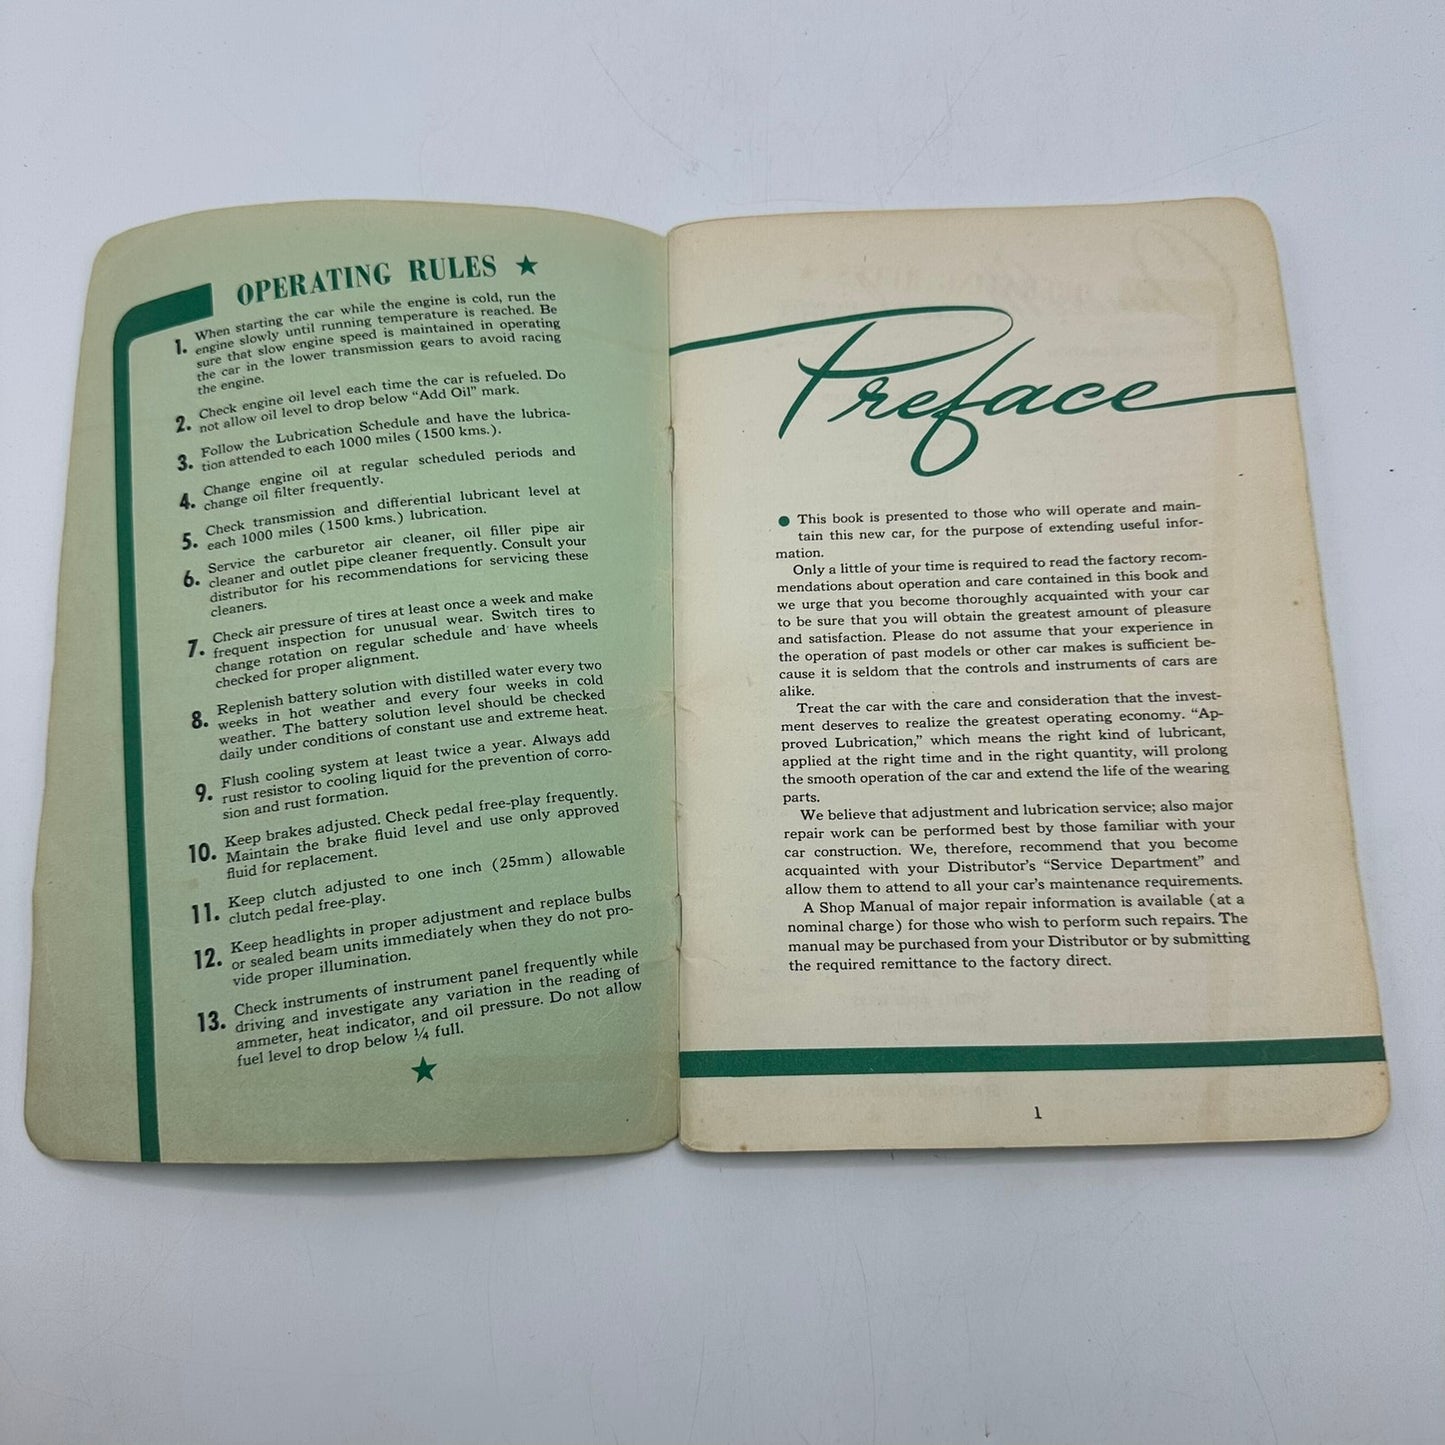 OPERATING RULES ★
1. When starting the car while the engine is cold, run the
engine slowly until running temperature is reached. Be
sure that slow engine speed is maintained in operating
the car in the lower transmission gears to avoid racing
the engine.
2. Check engine oil level each time the car is refueled. Do
not allow oil level to drop below "Add Oil" mark.
3. Follow the Lubrication Schedule and have the lubrica-
tion attended to each 1000 miles (1500 kms.).
4. Change engine oil at regular scheduled periods and
change oil filter frequently.
5. Check transmission and differential lubricant level at
each 1000 miles (1500 kms.) lubrication.
6. Service the carburetor air cleaner, oil filler pipe air
cleaner and outlet pipe cleaner frequently. Consult your
distributor for his recommendations for servicing these
cleaners.
7. Check air pressure of tires at least once a week and make
frequent inspection for unusual wear. Switch tires to
change rotation on regular schedule and have wheels
checked for proper alignment.
8. Replenish battery solution with distilled water every two
weeks in hot weather and every four weeks in cold
weather. The battery solution level should be checked
daily under conditions of constant use and extreme heat.
9. Flush cooling system at least twice a year. Always add
rust resistor to cooling liquid for the prevention of corro-
sion and rust formation.
10. Keep brakes adjusted. Check pedal free-play frequently.
Maintain the brake fluid level and use only approved
fluid for replacement.
11. Keep clutch adjusted to one inch (25mm) allowable
clutch pedal free-play.
12. Keep headlights in proper adjustment and replace bulbs
or sealed beam units immediately when they do not pro-
vide proper illumination.
13. Check instruments of instrument panel frequently while
driving and investigate any variation in the reading of
ammeter, heat indicator, and oil pressure. Do not allow
fuel level to drop below ¼ full.
★
Preface
● This book is presented to those who will operate and main-
tain this new car, for the purpose of extending useful infor-
mation.
Only a little of your time is required to read the factory recom-
mendations about operation and care contained in this book and
we urge that you become thoroughly acquainted with your car
to be sure that you will obtain the greatest amount of pleasure
and satisfaction. Please do not assume that your experience in
the operation of past models or other car makes is sufficient be-
cause it is seldom that the controls and instruments of cars are
alike.
Treat the car with the care and consideration that the invest-
ment deserves to realize the greatest operating economy. "Ap-
proved Lubrication," which means the right kind of lubricant,
applied at the right time and in the right quantity, will prolong
the smooth operation of the car and extend the life of the wearing
parts.
We believe that adjustment and lubrication service; also major
repair work can be performed best by those familiar with your
car construction. We, therefore, recommend that you become
acquainted with your Distributor's "Service Department" and
allow them to attend to all your car's maintenance requirements.
A Shop Manual of major repair information is available (at a
nominal charge) for those who wish to perform such repairs. The
manual may be purchased from your Distributor or by submitting
the required remittance to the factory direct.
1